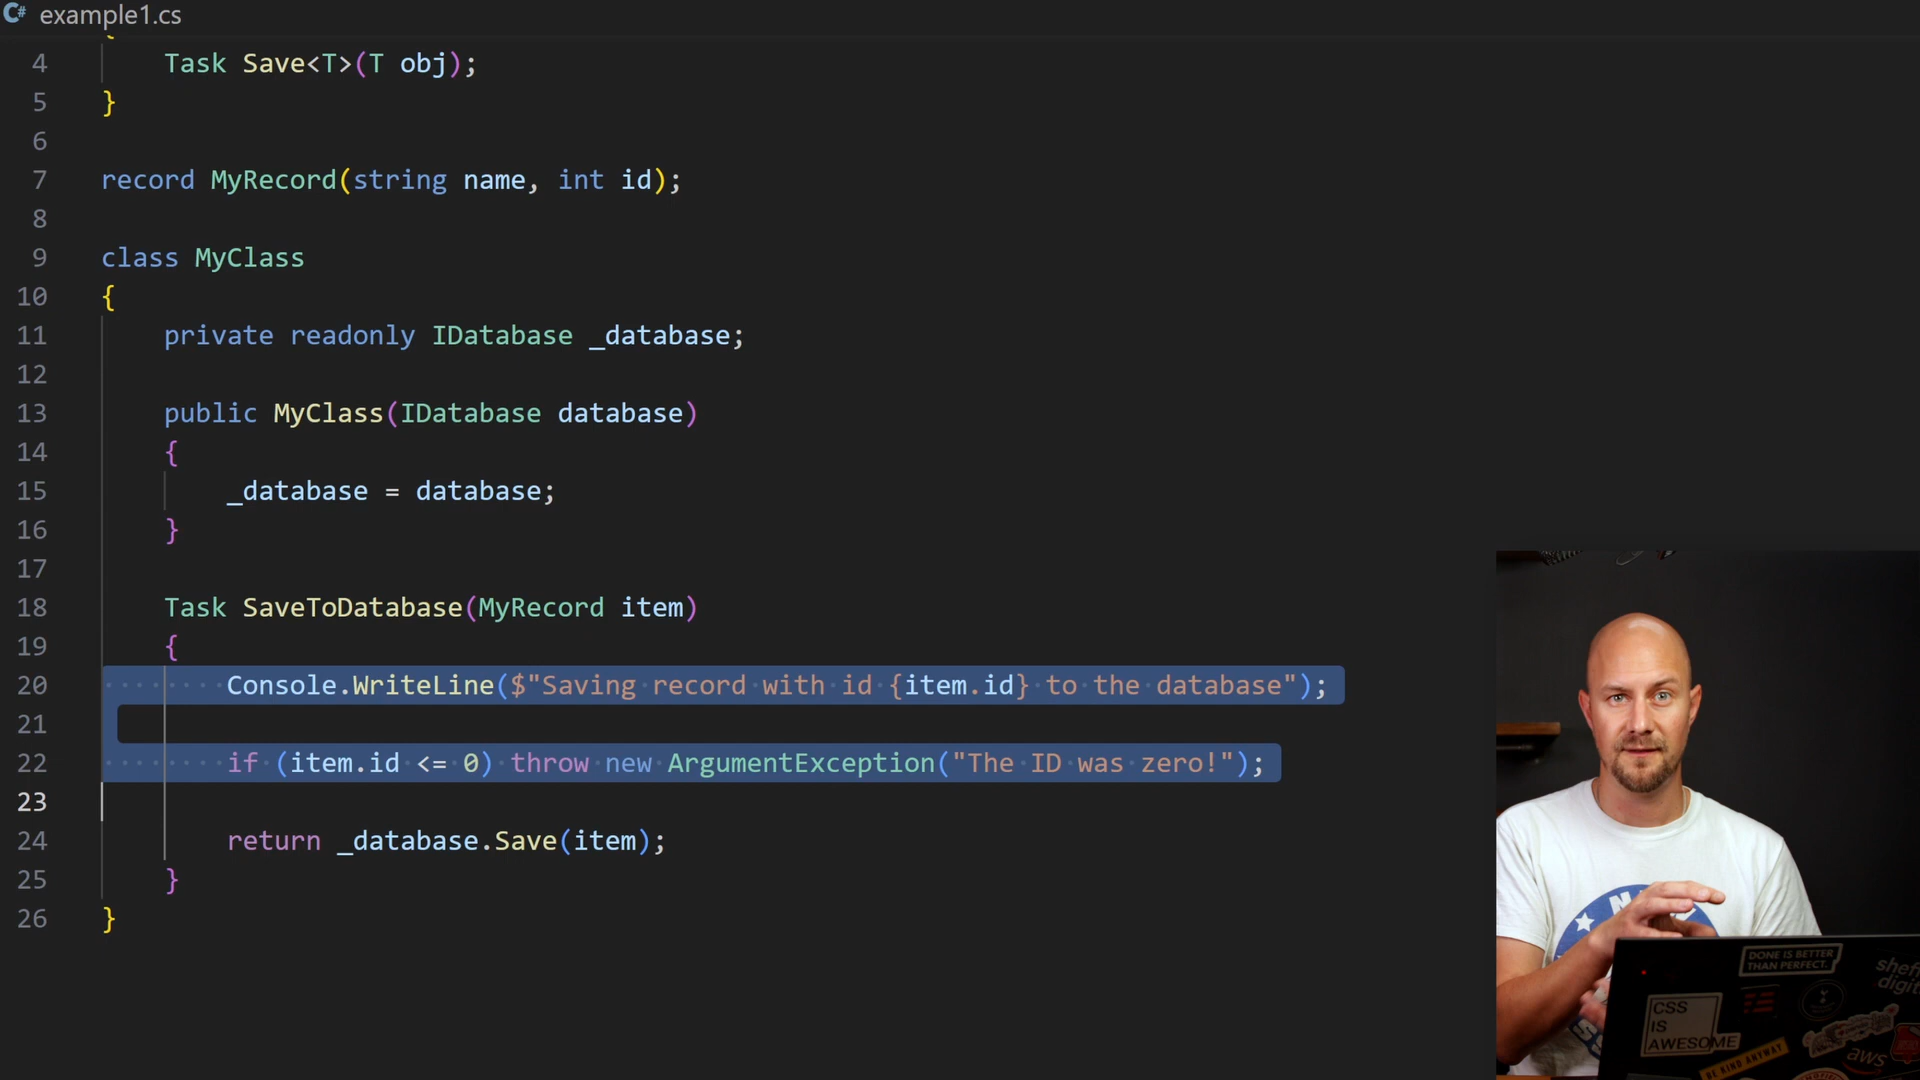 example1.cs
4 Task Save<T>(T obj);
5 }
6
7 record MyRecord(string name, int id);
8
9 class MyClass
10 {
11 private readonly IDatabase _database;
12
13 public MyClass(IDatabase database)
14 {
15 _database = database;
16 }
17
18 Task SaveToDatabase(MyRecord item)
19 {
20 Console.WriteLine($"Saving record with id {item.id} to the database");
21
22 if (item.id <= 0) throw new ArgumentException("The ID was zero!");
23
24 return _database.Save(item);
25 }
26 }
DONE IS BETTER
THAN PERFECT.
CSS
IS
AWESOME
BE KIND ANYWAY
aws